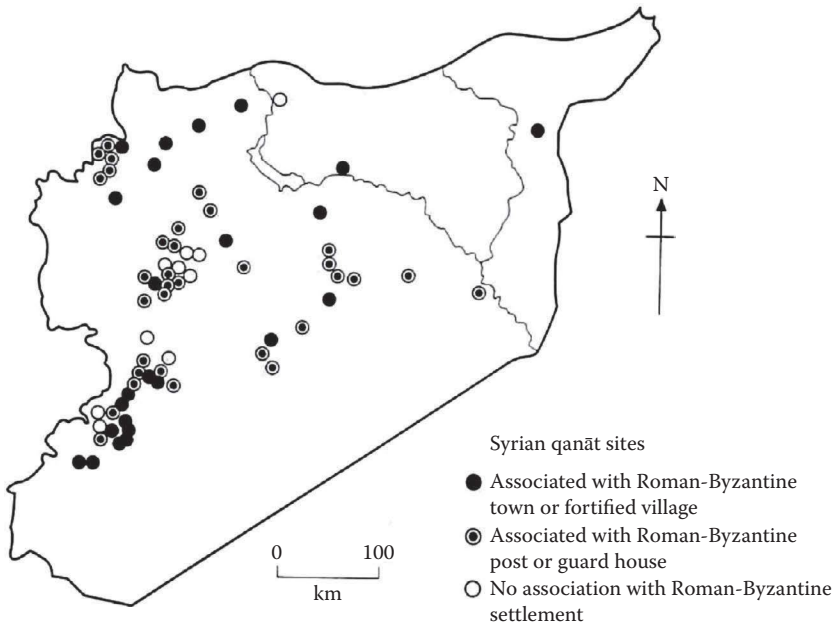 N
Syrian qanāt sites
Associated with Roman-Byzantine
town or fortified village
Associated with Roman-Byzantine
post or guard house
No association with Roman-Byzantine
settlement
0 100
km